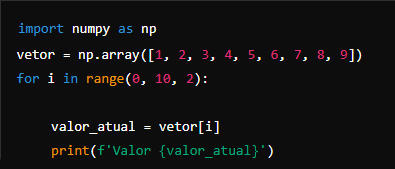 import numpy as np
vetor = np.array([1, 2, 3, 4, 5, 6, 7, 8, 9])
for i in range(0, 10, 2):
    valor_atual = vetor[i]
    print(f'Valor {valor_atual}')